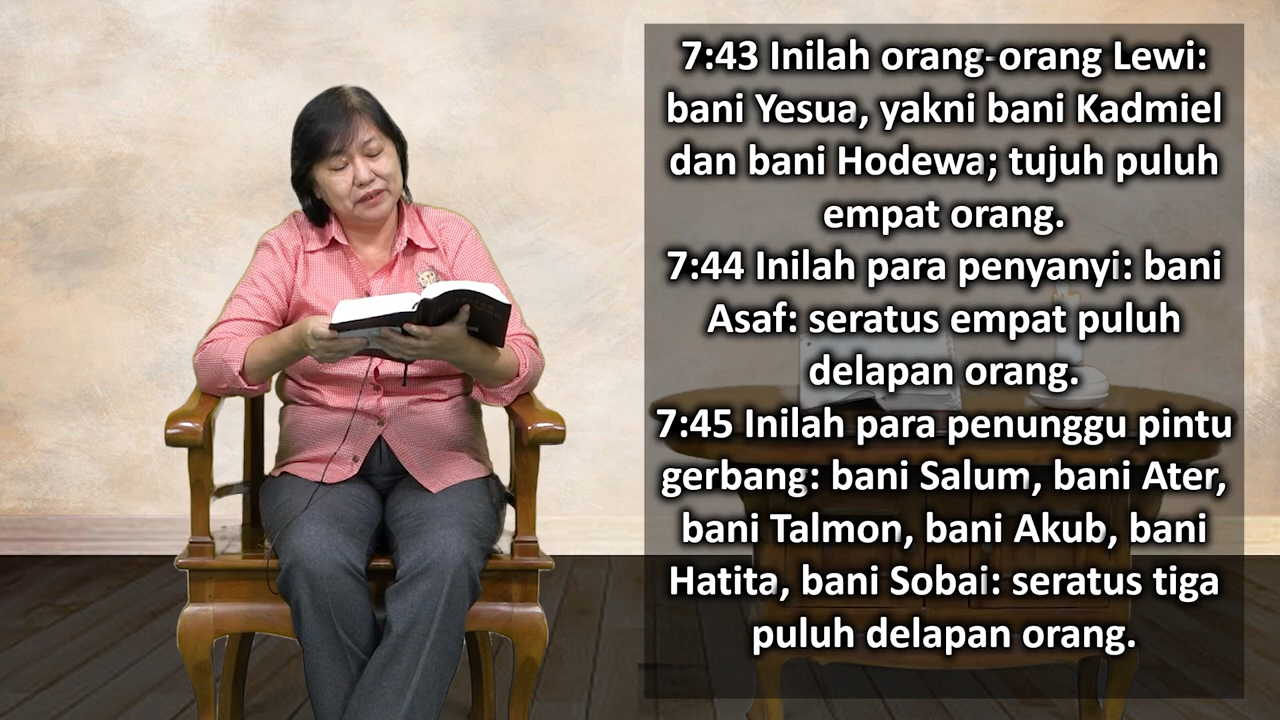 7:43 Inilah orang-orang Lewi:
bani Yesua, yakni bani Kadmiel
dan bani Hodewa; tujuh puluh
empat orang.
7:44 Inilah para penyanyi: bani
Asaf: seratus empat puluh
delapan orang.
7:45 Inilah para penunggu pintu
gerbang: bani Salum, bani Ater,
bani Talmon, bani Akub, bani
Hatita, bani Sobai: seratus tiga
puluh delapan orang.